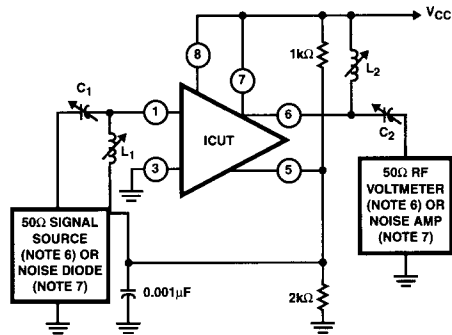 VCC
8
1kΩ
L2
C1
7
1
6
ICUT
C2
L1
3
5
50Ω SIGNAL
SOURCE
(NOTE 6) OR
NOISE DIODE
(NOTE 7)
50Ω RF
VOLTMETER
(NOTE 6) OR
NOISE AMP
(NOTE 7)
0.001μF
2kΩ